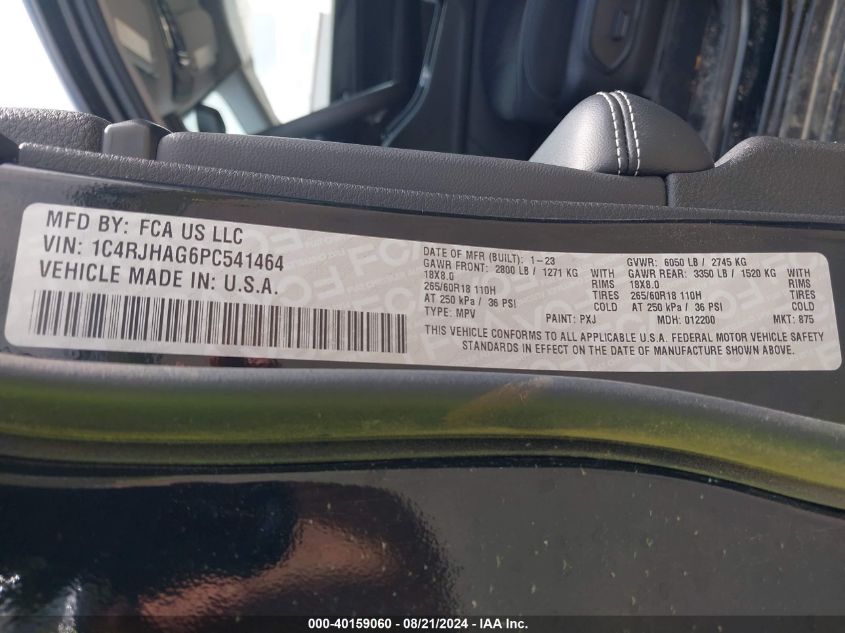 MFD BY: FCA US LLC
VIN: 1C4RJHAG6PC541464
VEHICLE MADE IN: U.S.A.
DATE OF MFR (BUILT): 1-23 GVWR: 6050 LB / 2745 KG
GAWR FRONT: 2800 LB / 1271 KG WITH GAWR REAR: 3350 LB / 1520 KG WITH
18X8.0 RIMS 18X8.0 RIMS
265/60R18 110H TIRES 265/60R18 110H TIRES
AT 250 kPa / 36 PSI COLD AT 250 kPa / 36 PSI COLD
TYPE: MPV PAINT: PXJ MDH: 012200 MKT: 875
THIS VEHICLE CONFORMS TO ALL APPLICABLE U.S.A. FEDERAL MOTOR VEHICLE SAFETY
STANDARDS IN EFFECT ON THE DATE OF MANUFACTURE SHOWN ABOVE.
000-40159060 - 08/21/2024 - IAA Inc.